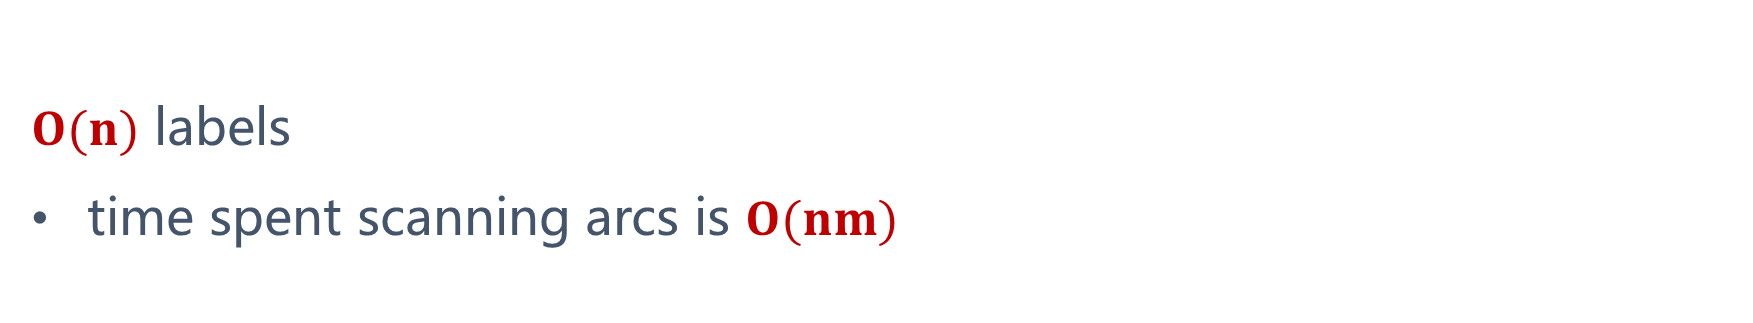 O(n) labels
• time spent scanning arcs is O(nm)